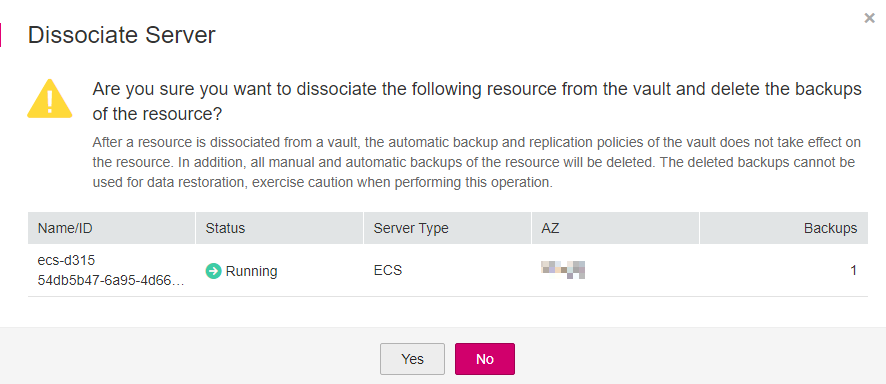 Dissociate Server
Are you sure you want to dissociate the following resource from the vault and delete the backups
of the resource?
After a resource is dissociated from a vault, the automatic backup and replication policies of the vault does not take effect on
the resource. In addition, all manual and automatic backups of the resource will be deleted. The deleted backups cannot be
used for data restoration, exercise caution when performing this operation.
Name/ID Status Server Type AZ Backups
ecs-d315
54db5b47-6a95-4d66...
Running ECS 1
Yes No